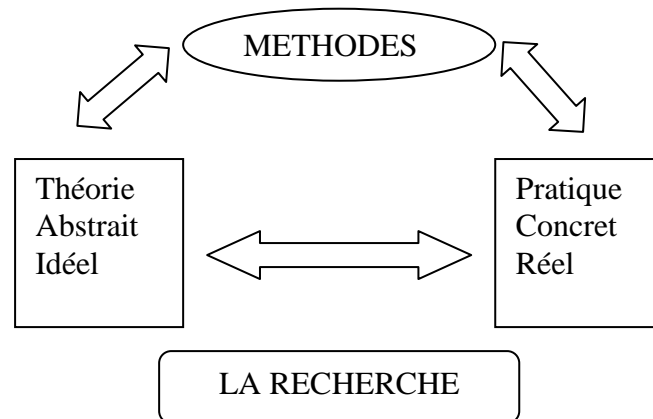 METHODES
Théorie
Abstrait
Idéel
Pratique
Concret
Réel
LA RECHERCHE